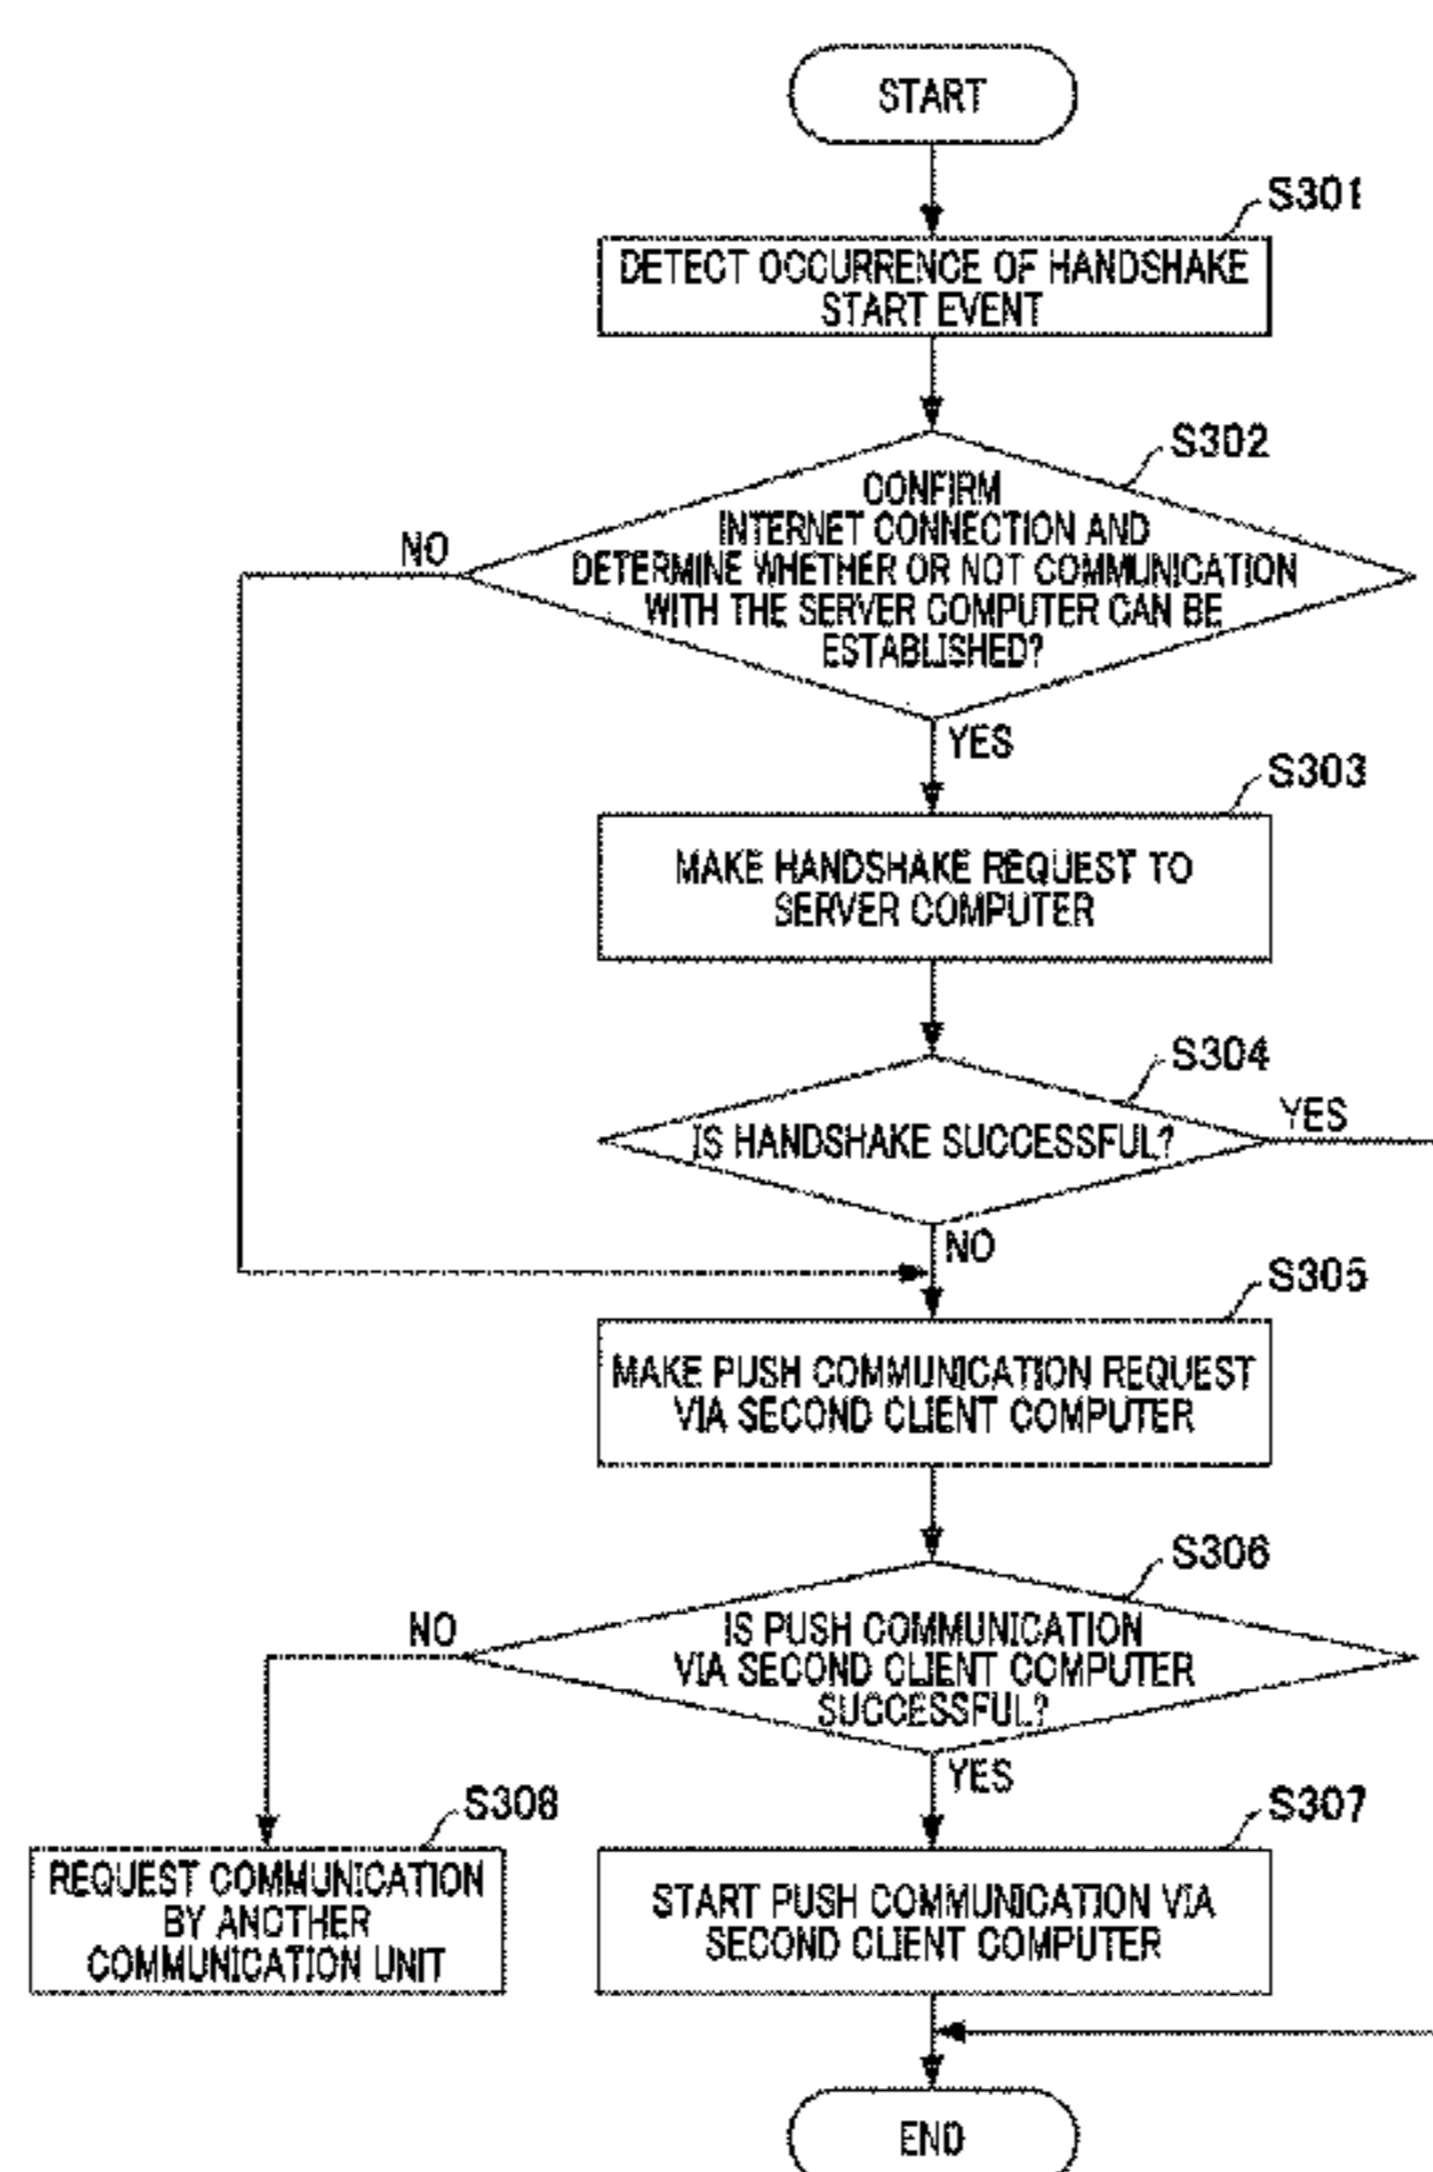 START
S301
DETECT OCCURRENCE OF HANDSHAKE
START EVENT
S302
CONFIRM
INTERNET CONNECTION AND
DETERMINE WHETHER OR NOT COMMUNICATION
WITH THE SERVER COMPUTER CAN BE
ESTABLISHED?
NO
YES
S303
MAKE HANDSHAKE REQUEST TO
SERVER COMPUTER
S304
IS HANDSHAKE SUCCESSFUL?
YES
NO
S305
MAKE PUSH COMMUNICATION REQUEST
VIA SECOND CLIENT COMPUTER
S306
IS PUSH COMMUNICATION
VIA SECOND CLIENT COMPUTER
SUCCESSFUL?
NO
YES
S308
REQUEST COMMUNICATION
BY ANOTHER
COMMUNICATION UNIT
S307
START PUSH COMMUNICATION VIA
SECOND CLIENT COMPUTER
END